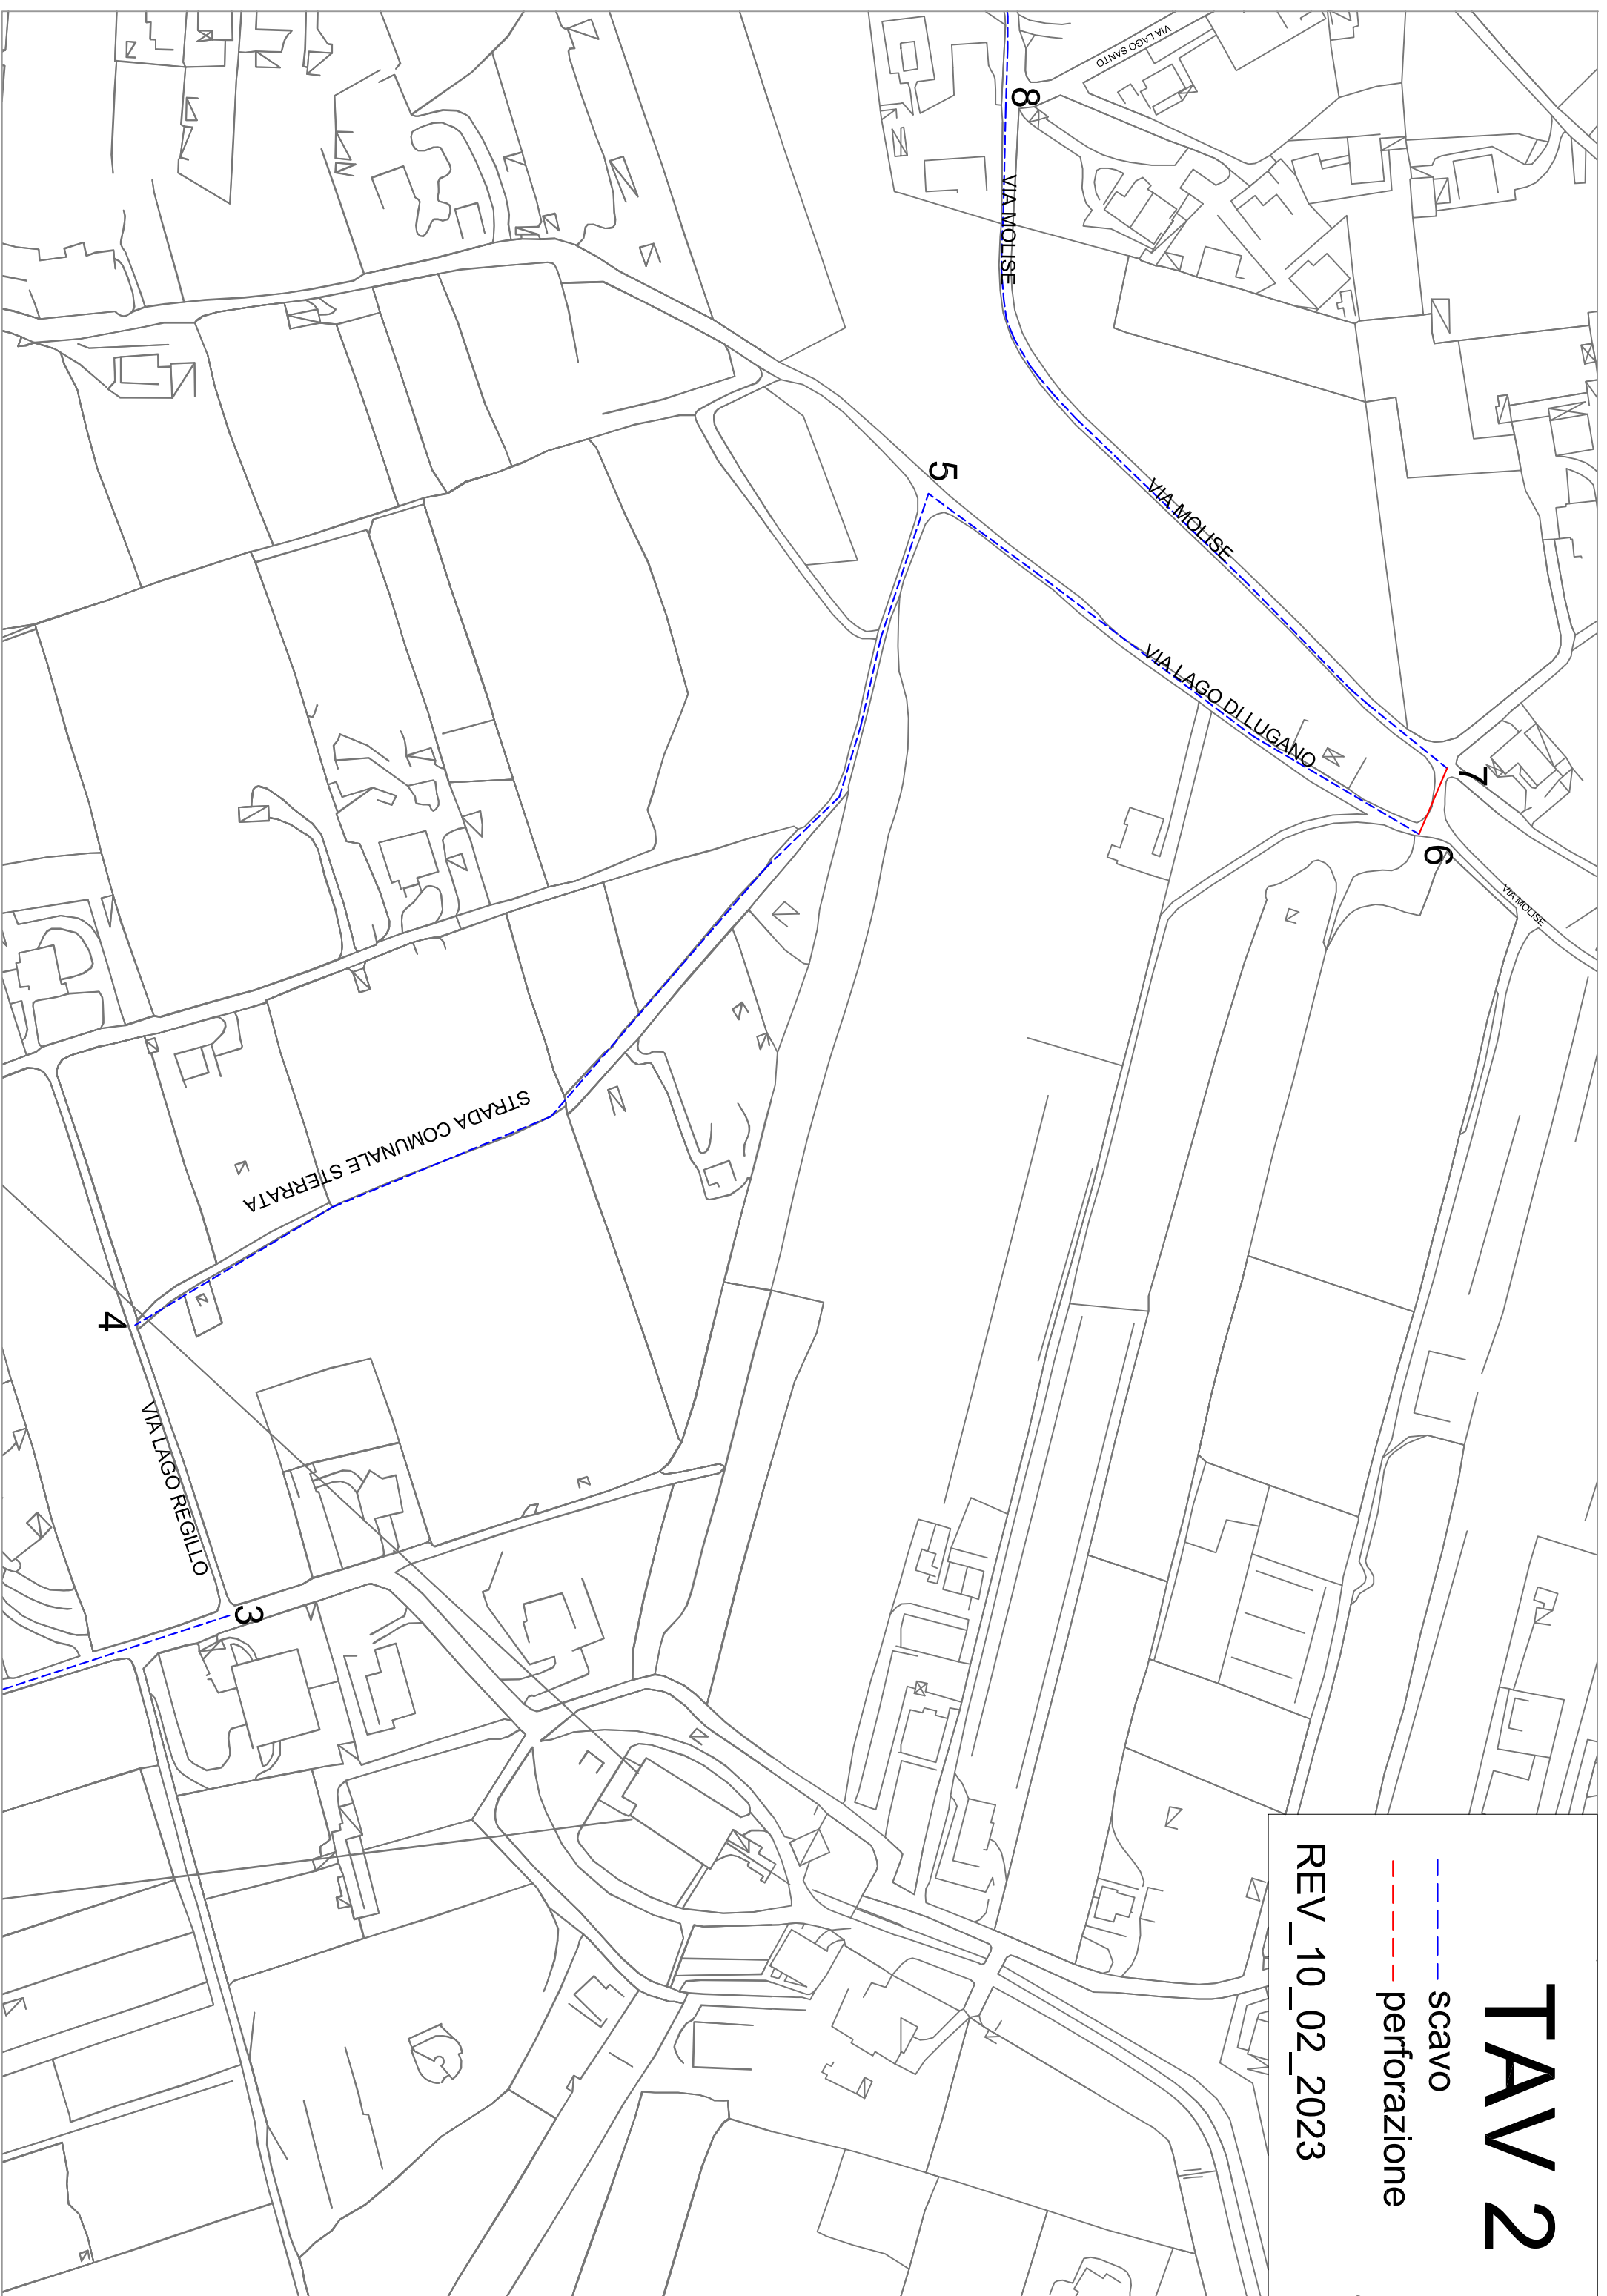 TAV 2
scavo
perforazione
REV_10_02_2023
VIA LAGO SANTO
8
VIA MOLISE
5
VIA MOLISE
VIA LAGO DI LUGANO
7
6
VIA MOLISE
STRADA COMUNALE STERRATA
4
VIA LAGO REGILLO
3